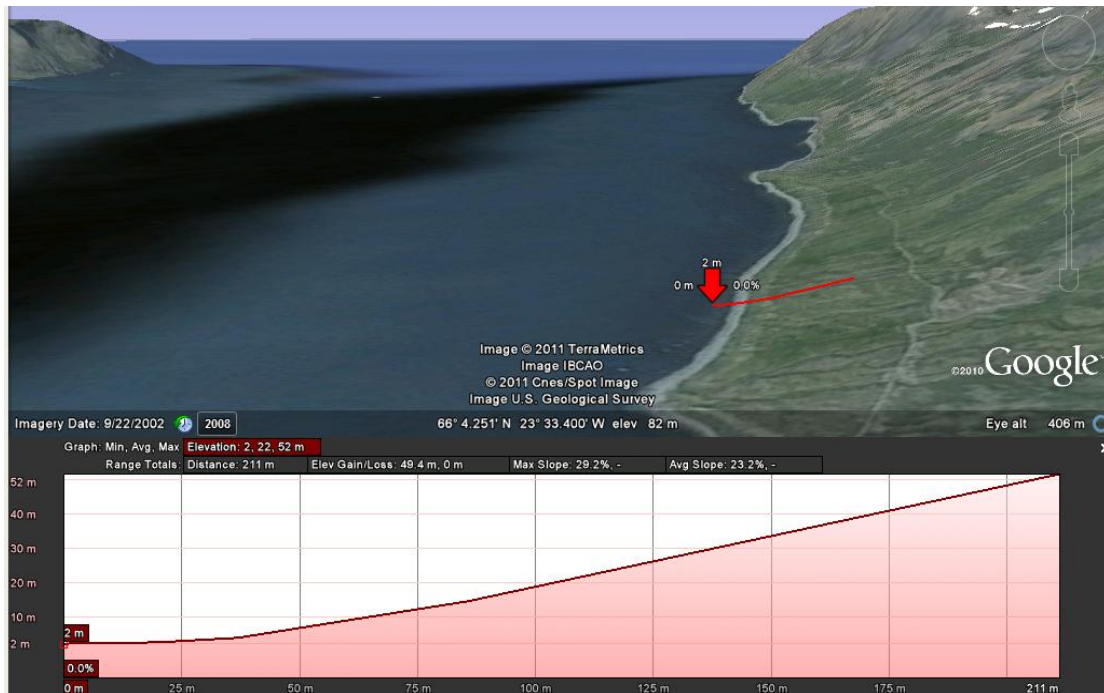 2 m
0 m 0.0%
Image © 2011 TerraMetrics
Image IBCAO
© 2011 Cnes/Spot Image
Image U.S. Geological Survey
©2010 Google™
Imagery Date: 9/22/2002 2008 66° 4.251' N 23° 33.400' W elev 82 m Eye alt 406 m
Graph: Min, Avg, Max Elevation: 2, 22, 52 m
Range Totals: Distance: 211 m Elev Gain/Loss: 49.4 m, 0 m Max Slope: 29.2%, - Avg Slope: 23.2%, -
52 m
40 m
30 m
20 m
10 m
2 m 2 m
0.0%
0 m 25 m 50 m 75 m 100 m 125 m 150 m 175 m 211 m